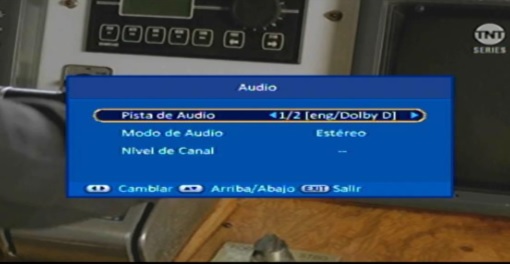 TNT
SERIES
Audio
Pista de Audio 1/2 [eng/Dolby D]
Modo de Audio Estéreo
Nivel de Canal --
Cambiar Arriba/Abajo EXIT Salir